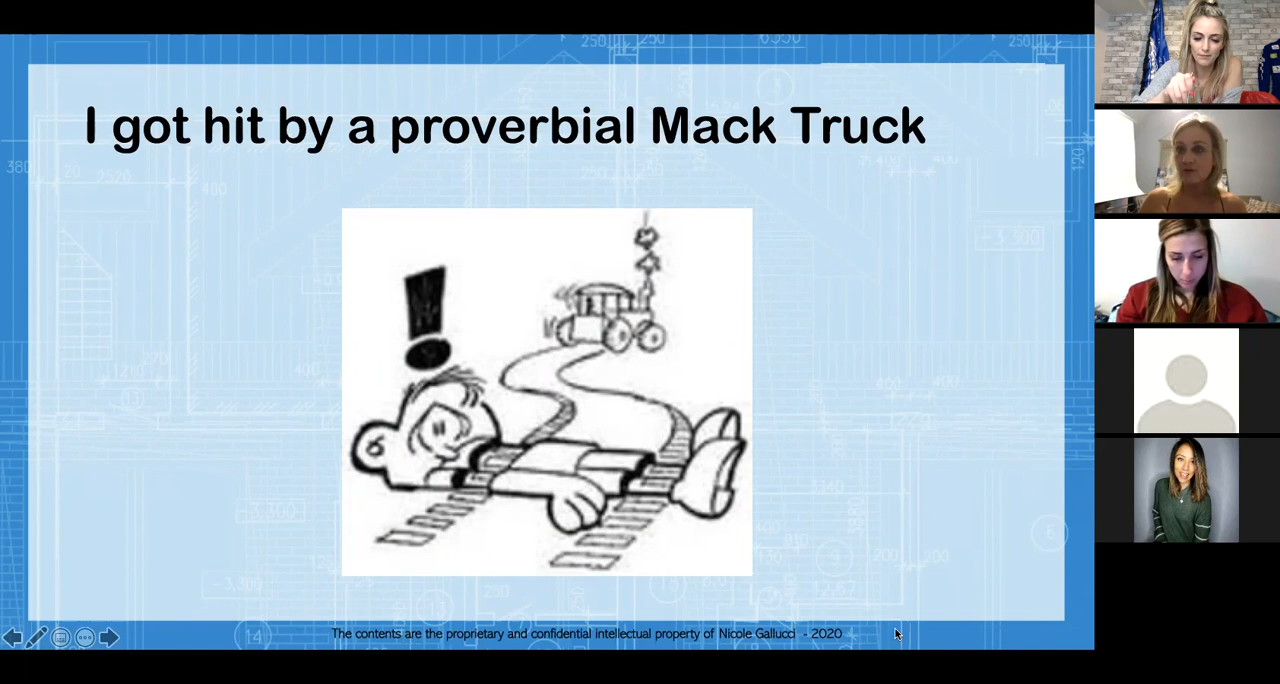 I got hit by a proverbial Mack Truck
The contents are the proprietary and confidential intellectual property of Nicole Gallucci - 2020